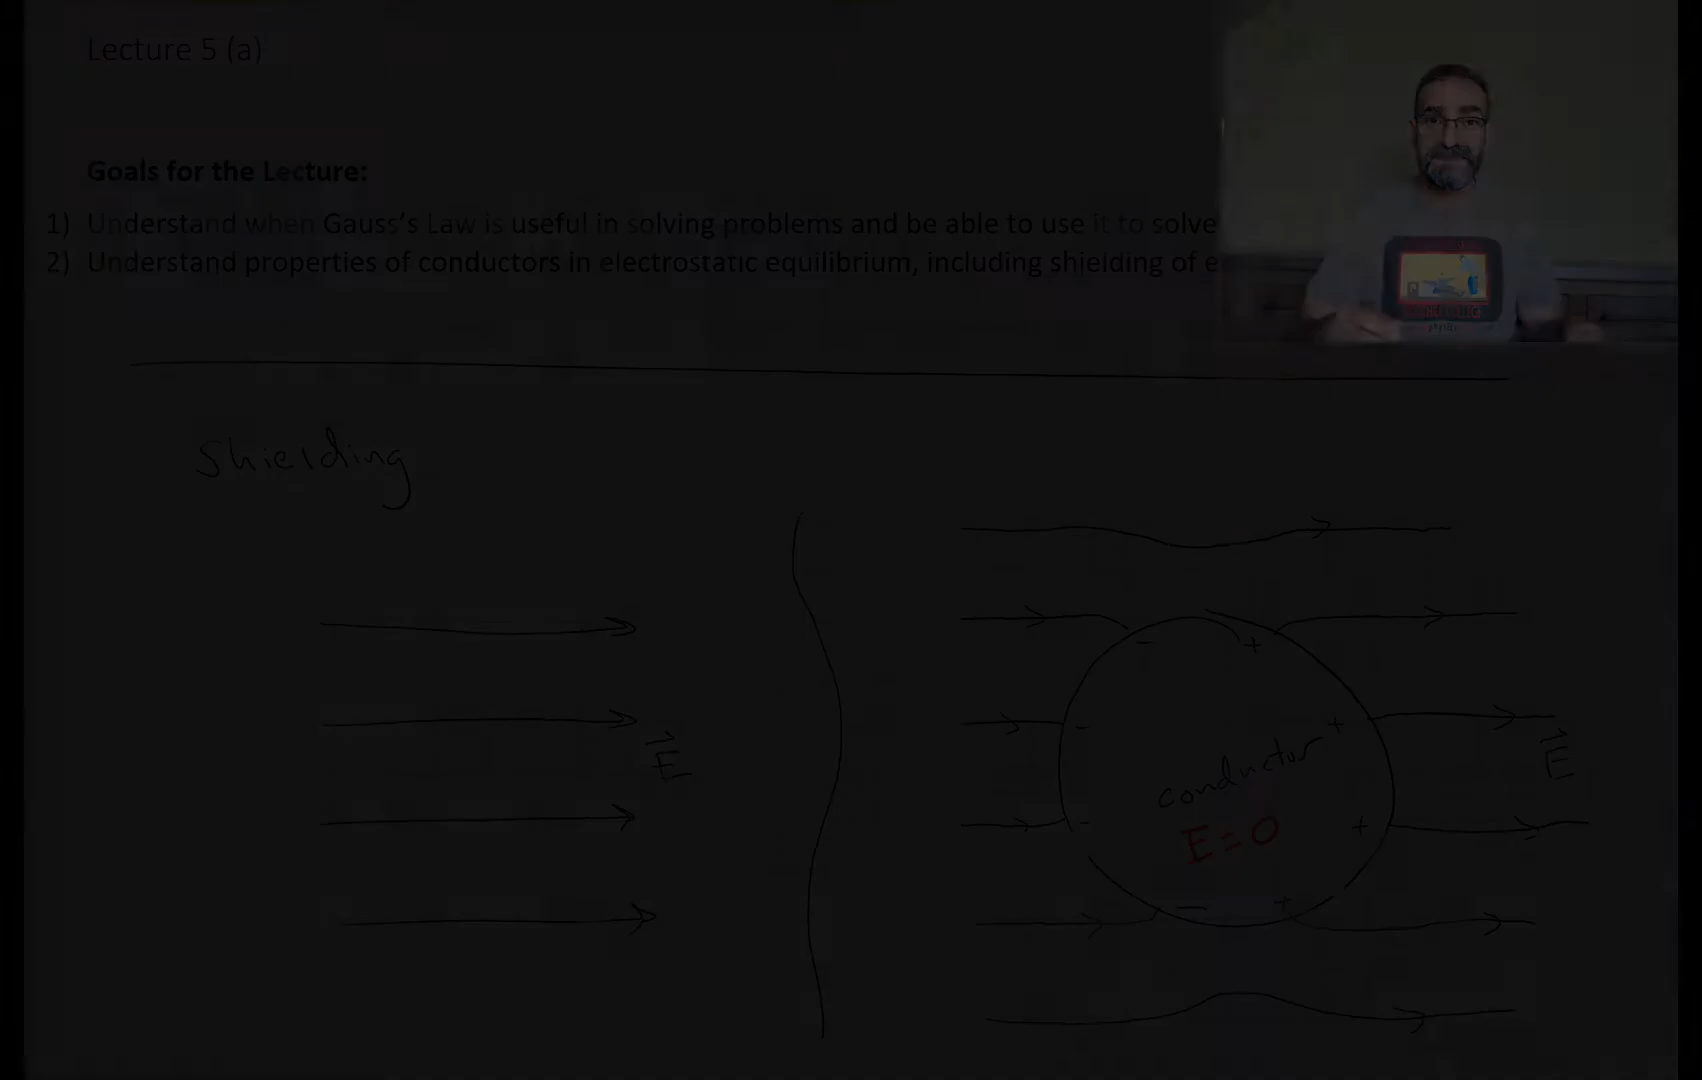 Lecture 5 (a)
Goals for the Lecture:
1) Understand when Gauss's Law is useful in solving problems and be able to use it to solve
2) Understand properties of conductors in electrostatic equilibrium, including shielding of e
Shielding
E
- +
- +
conductor
E
E=0
- +
- +